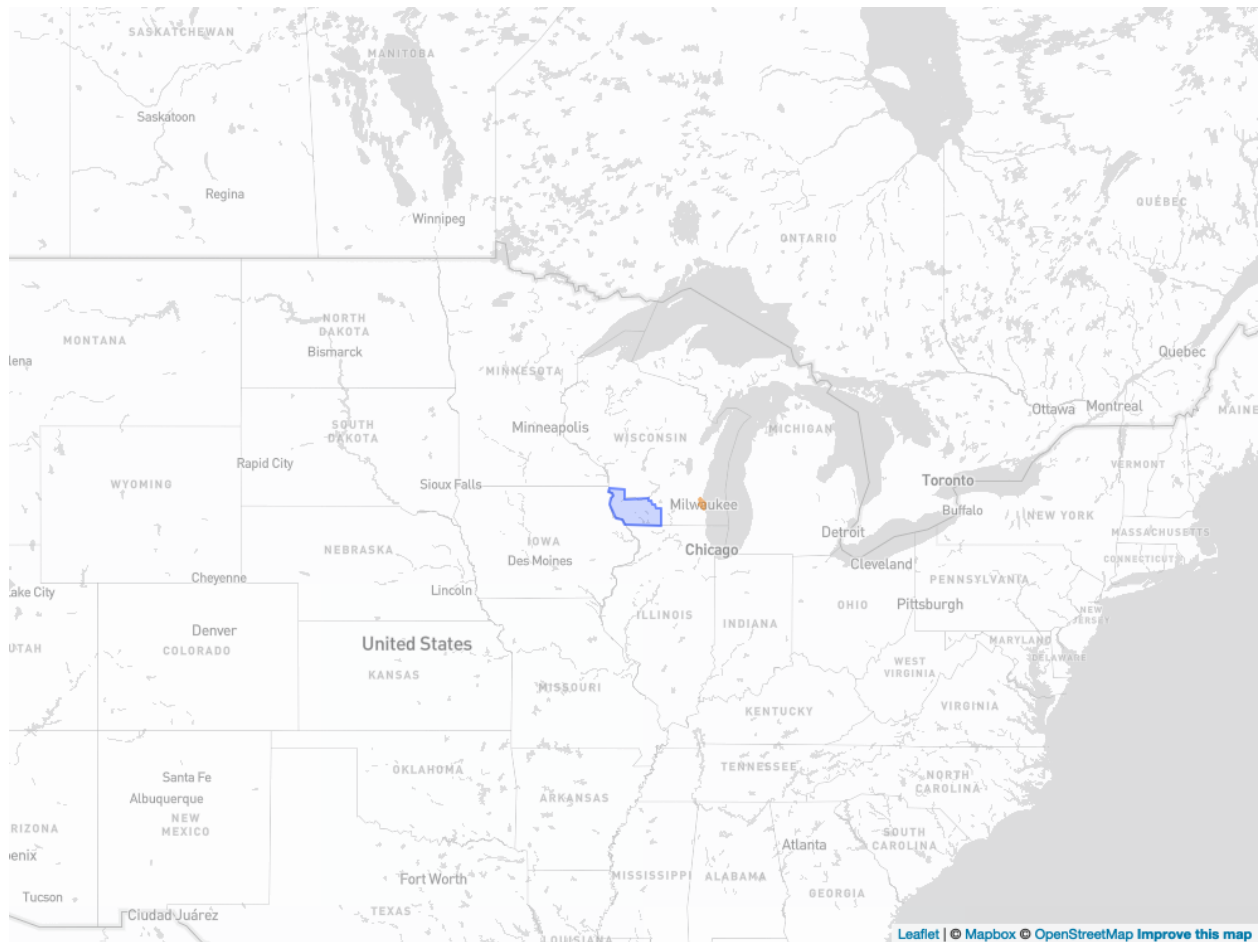 SASKATCHEWAN
MANITOBA
Saskatoon
Regina
Winnipeg
ONTARIO
QUÉBEC
MONTANA
lena
NORTH
DAKOTA
Bismarck
MINNESOTA
Minneapolis
WISCONSIN
MICHIGAN
Quebec
Ottawa
Montreal
MAINE
SOUTH
DAKOTA
Rapid City
WYOMING
Sioux Falls
Milwaukee
Toronto
VERMONT
Buffalo
NEW YORK
MASSACHUSETTS
CONNECTICUT
Detroit
Cleveland
Chicago
IOWA
Des Moines
NEBRASKA
Cheyenne
Lincoln
ake City
Denver
COLORADO
UTAH
United States
KANSAS
MISSOURI
ILLINOIS
INDIANA
OHIO
PENNSYLVANIA
Pittsburgh
NEW
JERSEY
MARYLAND
DELAWARE
WEST
VIRGINIA
VIRGINIA
KENTUCKY
TENNESSEE
NORTH
CAROLINA
SOUTH
CAROLINA
Santa Fe
Albuquerque
NEW
MEXICO
OKLAHOMA
ARKANSAS
RIZONA
enix
Tucson
Ciudad Juárez
Fort Worth
TEXAS
MISSISSIPPI
ALABAMA
Atlanta
GEORGIA
LOUISIANA
Leaflet | © Mapbox © OpenStreetMap Improve this map